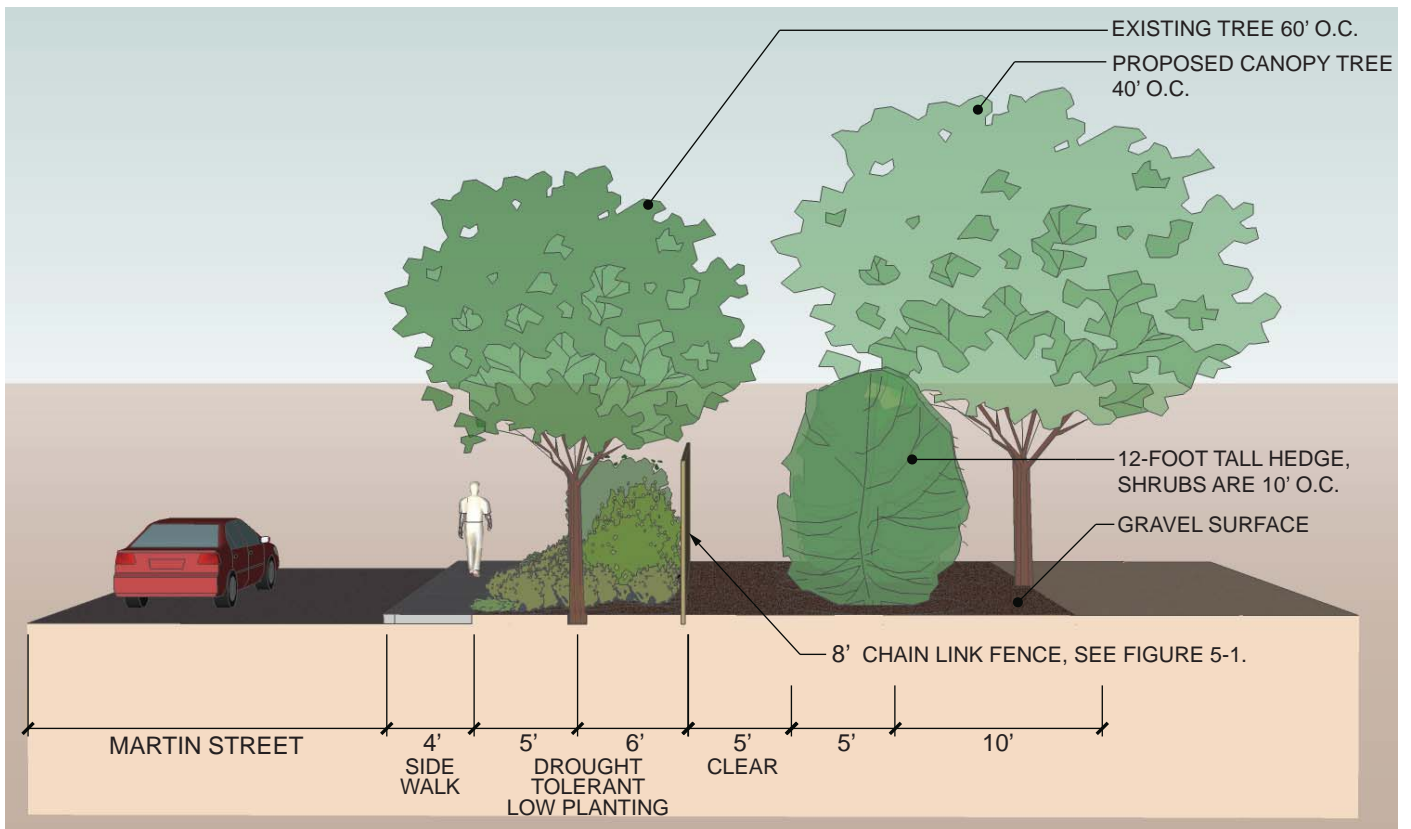 EXISTING TREE 60’ O.C.
PROPOSED CANOPY TREE
40’ O.C.
12-FOOT TALL HEDGE,
SHRUBS ARE 10’ O.C.
GRAVEL SURFACE
8’ CHAIN LINK FENCE, SEE FIGURE 5-1.
MARTIN STREET
4’
SIDE
WALK
5’
6’
DROUGHT
TOLERANT
LOW PLANTING
5’
CLEAR
5’
10’